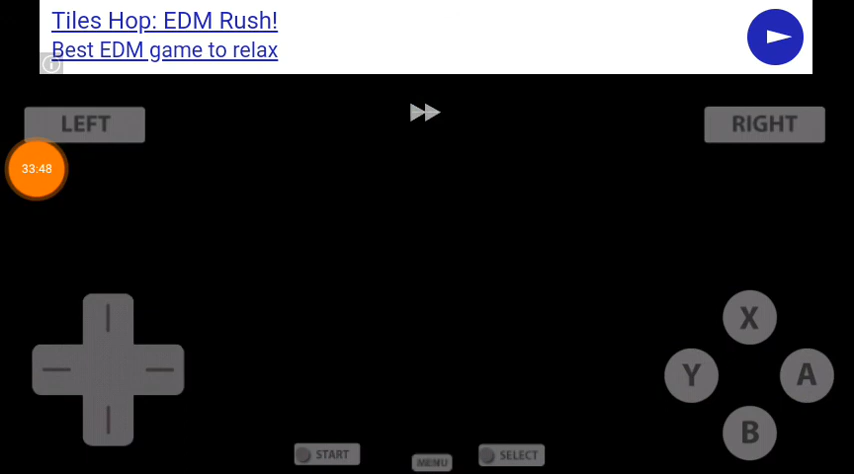 Tiles Hop: EDM Rush!
Best EDM game to relax
LEFT
RIGHT
33:48
X
Y
A
B
START
MENU
SELECT